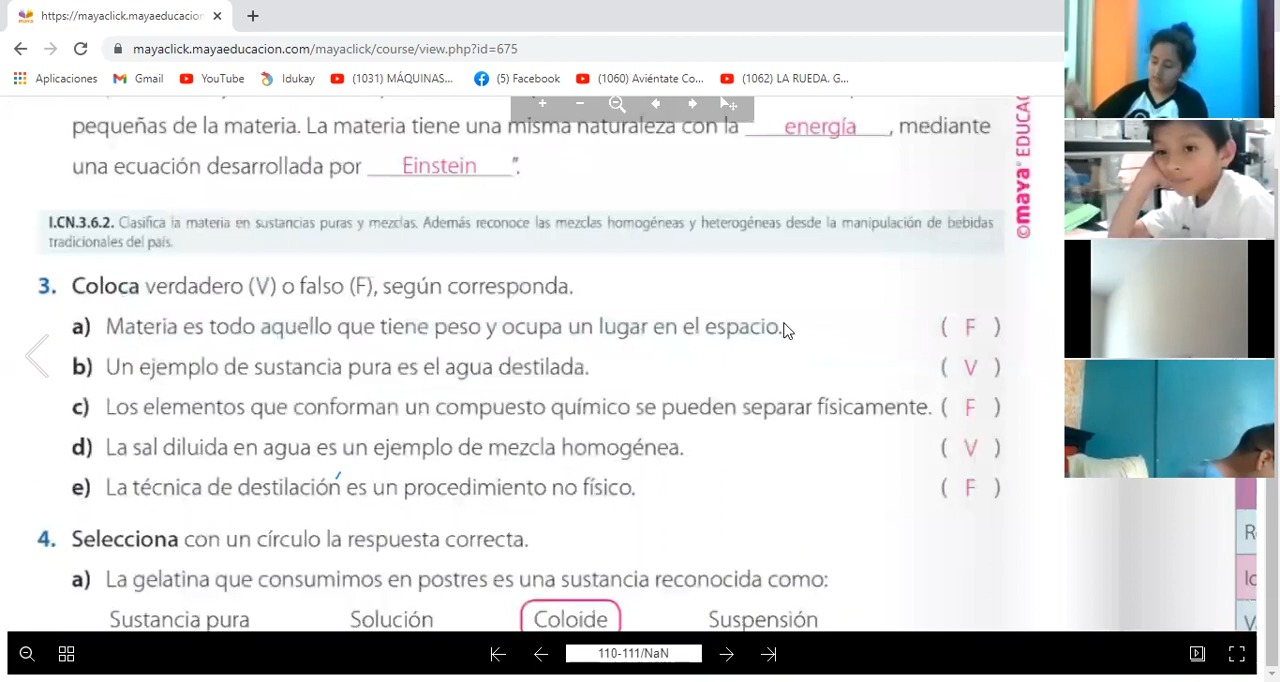 https://mayaclick.mayaeducacion
mayaclick.mayaeducacion.com/mayaclick/course/view.php?id=675
Aplicaciones Gmail YouTube Idukay (1031) MÁQUINAS... (5) Facebook (1060) Aviéntate Co... (1062) LA RUEDA. G...
pequeñas de la materia. La materia tiene una misma naturaleza con la energía, mediante
una ecuación desarrollada por Einstein".
©maya EDUCAC
I.CN.3.6.2. Clasifica la materia en sustancias puras y mezclas. Además reconoce las mezclas homogéneas y heterogéneas desde la manipulación de bebidas
tradicionales del país.
3. Coloca verdadero (V) o falso (F), según corresponda.
a) Materia es todo aquello que tiene peso y ocupa un lugar en el espacio. ( F )
b) Un ejemplo de sustancia pura es el agua destilada. ( V )
c) Los elementos que conforman un compuesto químico se pueden separar físicamente. ( F )
d) La sal diluida en agua es un ejemplo de mezcla homogénea. ( V )
e) La técnica de destilación es un procedimiento no físico. ( F )
4. Selecciona con un círculo la respuesta correcta.
a) La gelatina que consumimos en postres es una sustancia reconocida como:
Sustancia pura Solución Coloide Suspensión
110-111/NaN